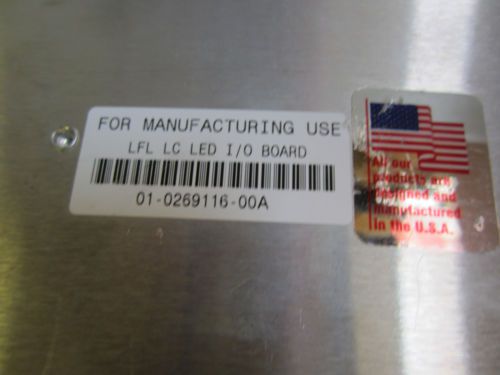 FOR MANUFACTURING USE
LFL LC LED I/O BOARD
01-0269116-00A
All our
products are
designed and
manufactured
in the U.S.A.